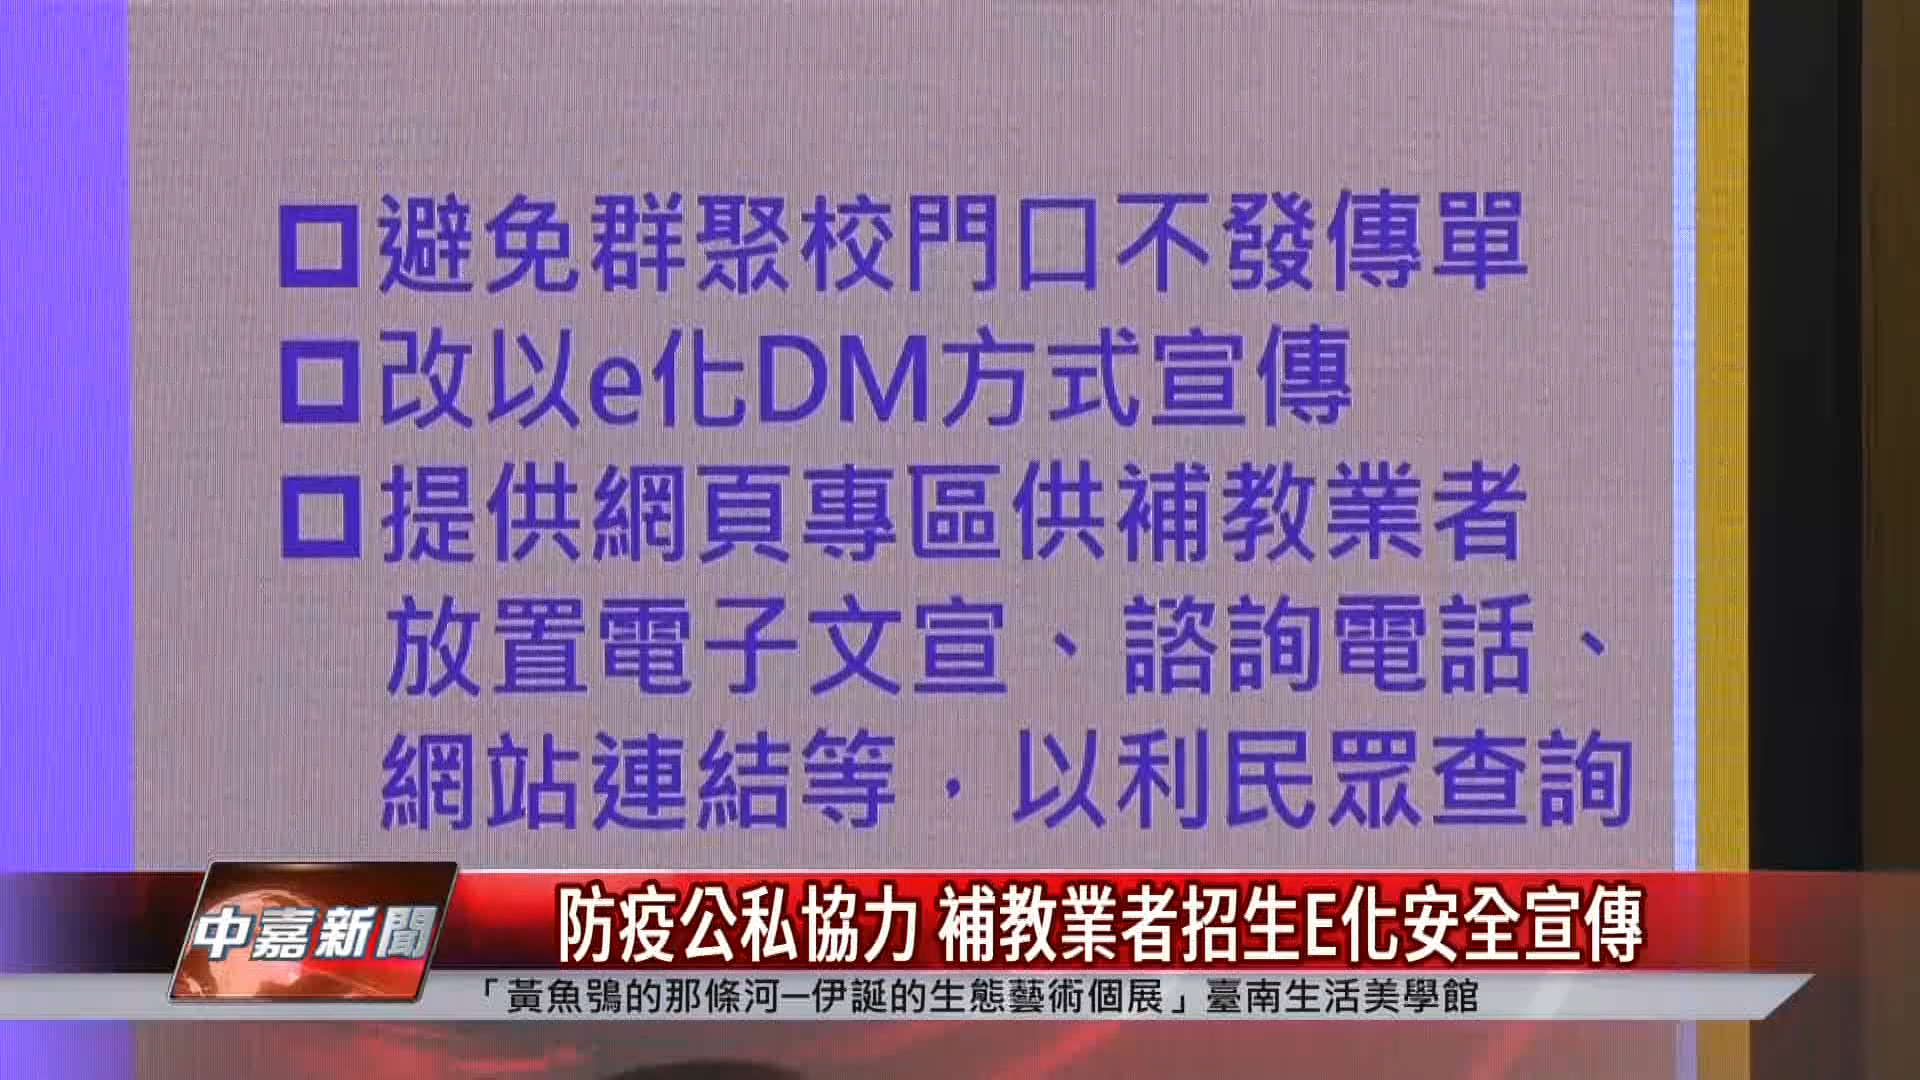 避免群聚校門口不發傳單
改以e化DM方式宣傳
提供網頁專區供補教業者
放置電子文宣、諮詢電話、
網站連結等，以利民眾查詢
中嘉新聞
防疫公私協力 補教業者招生E化安全宣傳
「黃魚鴞的那條河─伊誕的生態藝術個展」臺南生活美學館